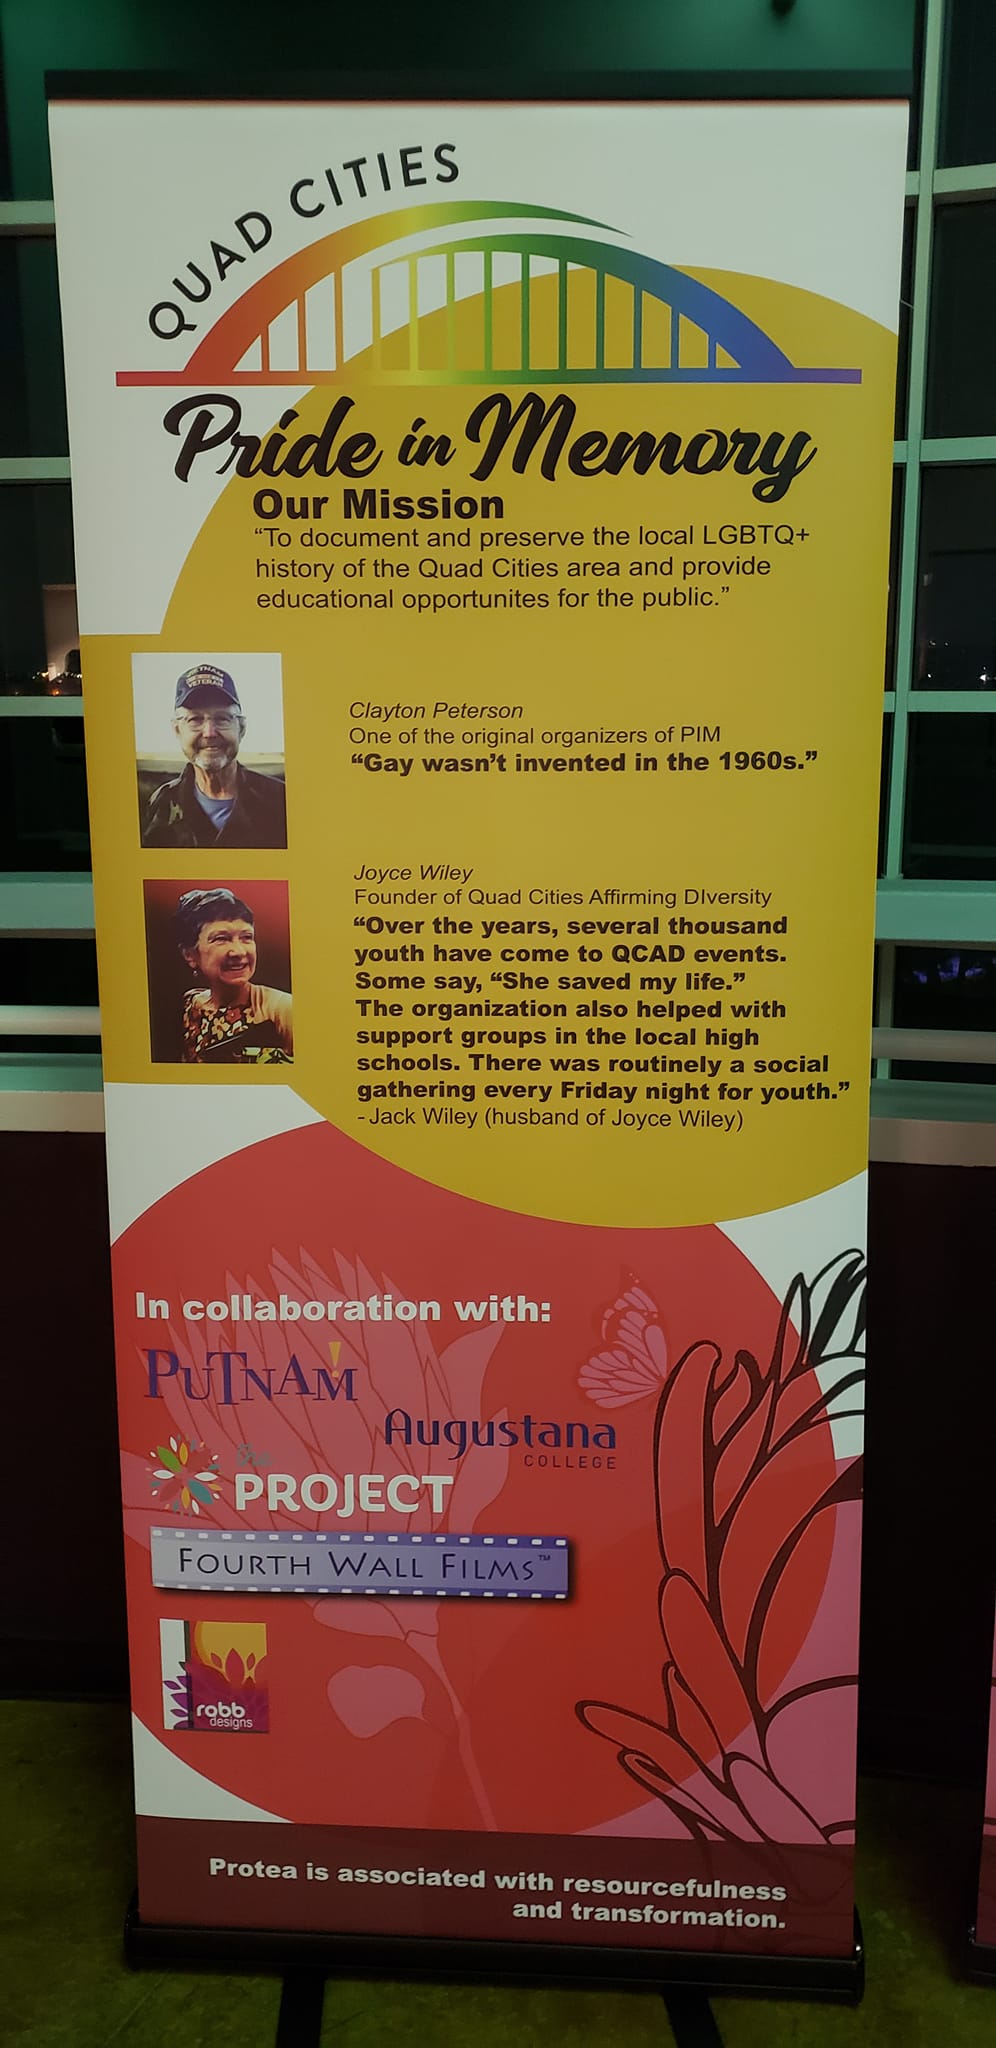 QUAD CITIES
Pride in Memory
Our Mission
“To document and preserve the local LGBTQ+
history of the Quad Cities area and provide
educational opportunites for the public.”
VIETNAM
VETERAN
Clayton Peterson
One of the original organizers of PIM
“Gay wasn’t invented in the 1960s.”
Joyce Wiley
Founder of Quad Cities Affirming DIversity
“Over the years, several thousand
youth have come to QCAD events.
Some say, “She saved my life.”
The organization also helped with
support groups in the local high
schools. There was routinely a social
gathering every Friday night for youth.”
- Jack Wiley (husband of Joyce Wiley)
In collaboration with:
PUTNAM!
Augustana
COLLEGE
the
PROJECT
FOURTH WALL FILMS™
robb
designs
Protea is associated with resourcefulness
and transformation.